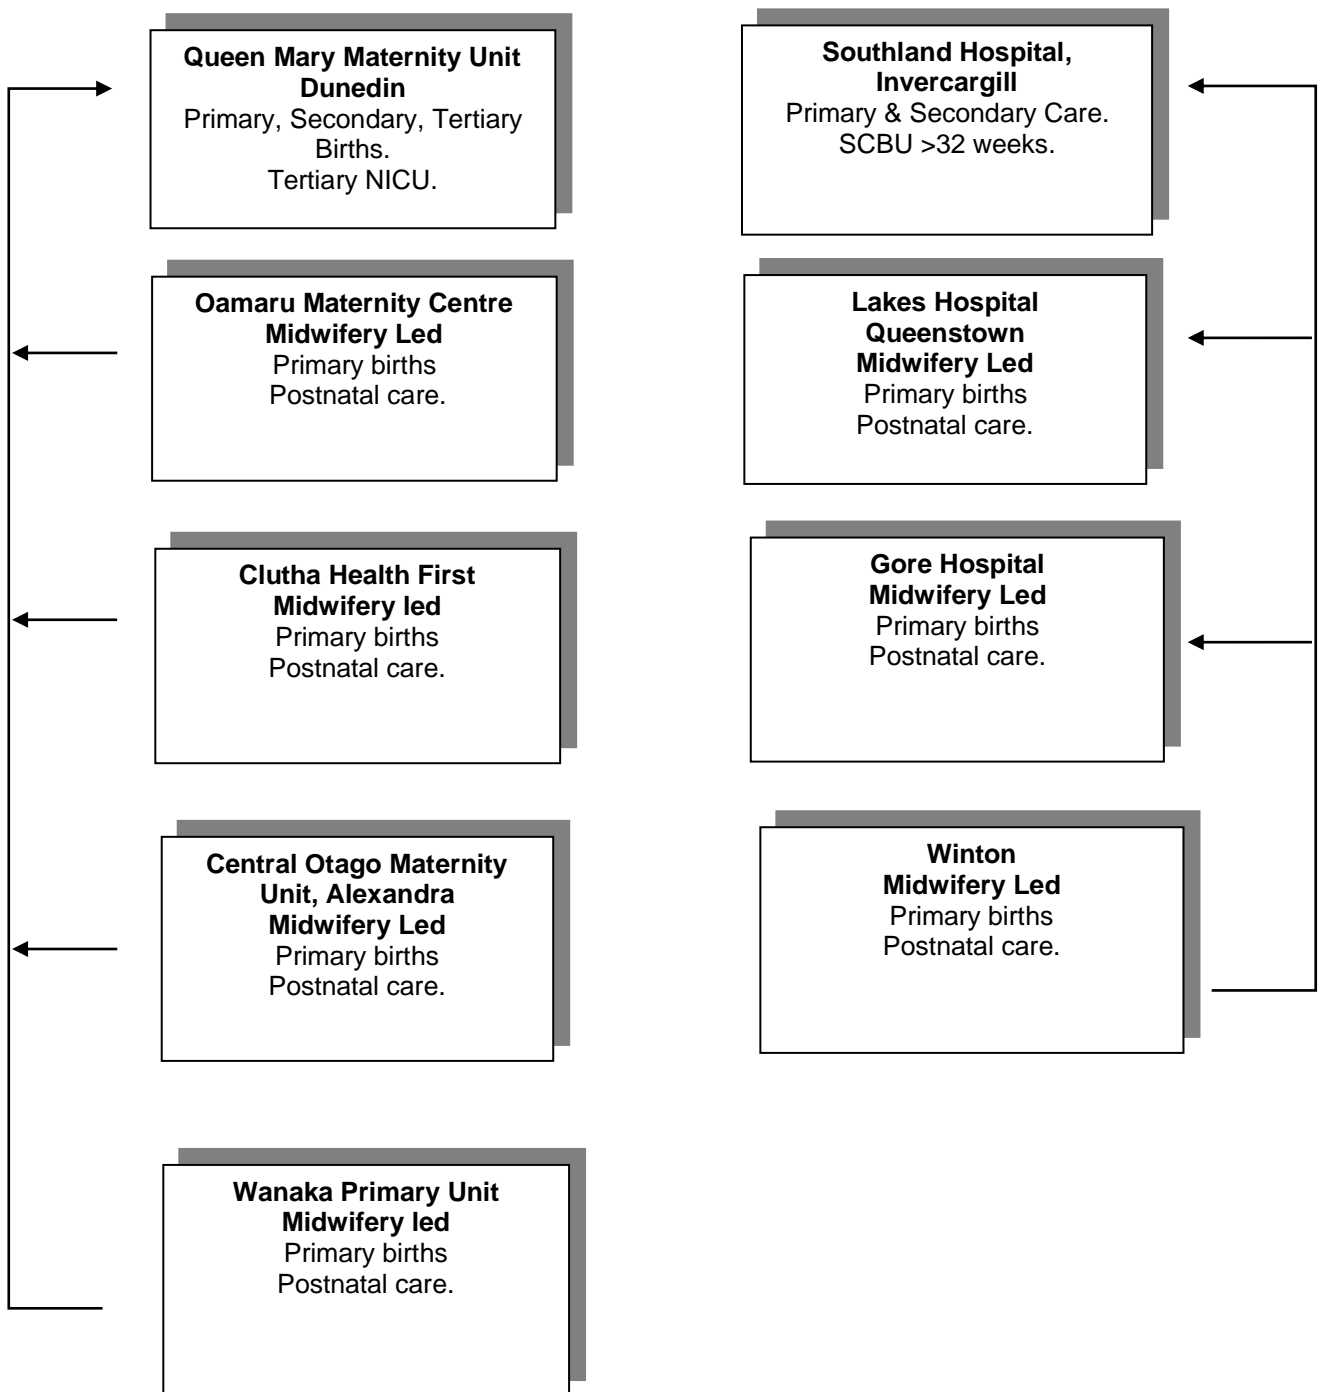 Queen Mary Maternity Unit
Dunedin
Primary, Secondary, Tertiary
Births.
Tertiary NICU.
Southland Hospital,
Invercargill
Primary & Secondary Care.
SCBU >32 weeks.
Oamaru Maternity Centre
Midwifery Led
Primary births
Postnatal care.
Lakes Hospital
Queenstown
Midwifery Led
Primary births
Postnatal care.
Clutha Health First
Midwifery led
Primary births
Postnatal care.
Gore Hospital
Midwifery Led
Primary births
Postnatal care.
Central Otago Maternity
Unit, Alexandra
Midwifery Led
Primary births
Postnatal care.
Winton
Midwifery Led
Primary births
Postnatal care.
Wanaka Primary Unit
Midwifery led
Primary births
Postnatal care.